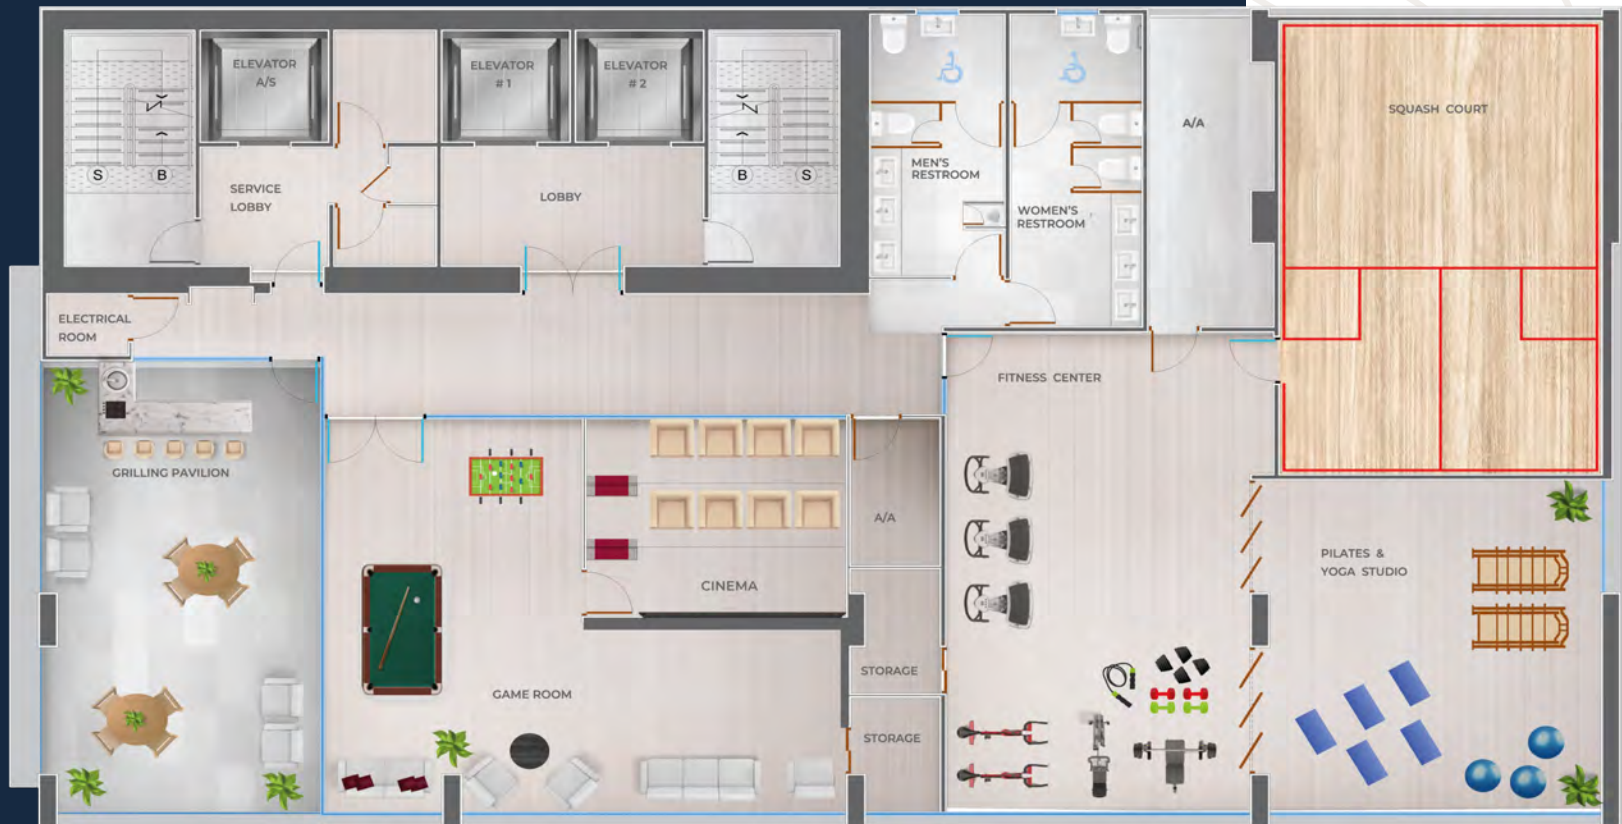 ELEVATOR
A/S
ELEVATOR
# 1
ELEVATOR
# 2
S
B
B
S
SERVICE
LOBBY
LOBBY
MEN'S
RESTROOM
WOMEN'S
RESTROOM
A/A
SQUASH COURT
ELECTRICAL
ROOM
FITNESS CENTER
GRILLING PAVILION
A/A
CINEMA
PILATES &
YOGA STUDIO
STORAGE
GAME ROOM
STORAGE